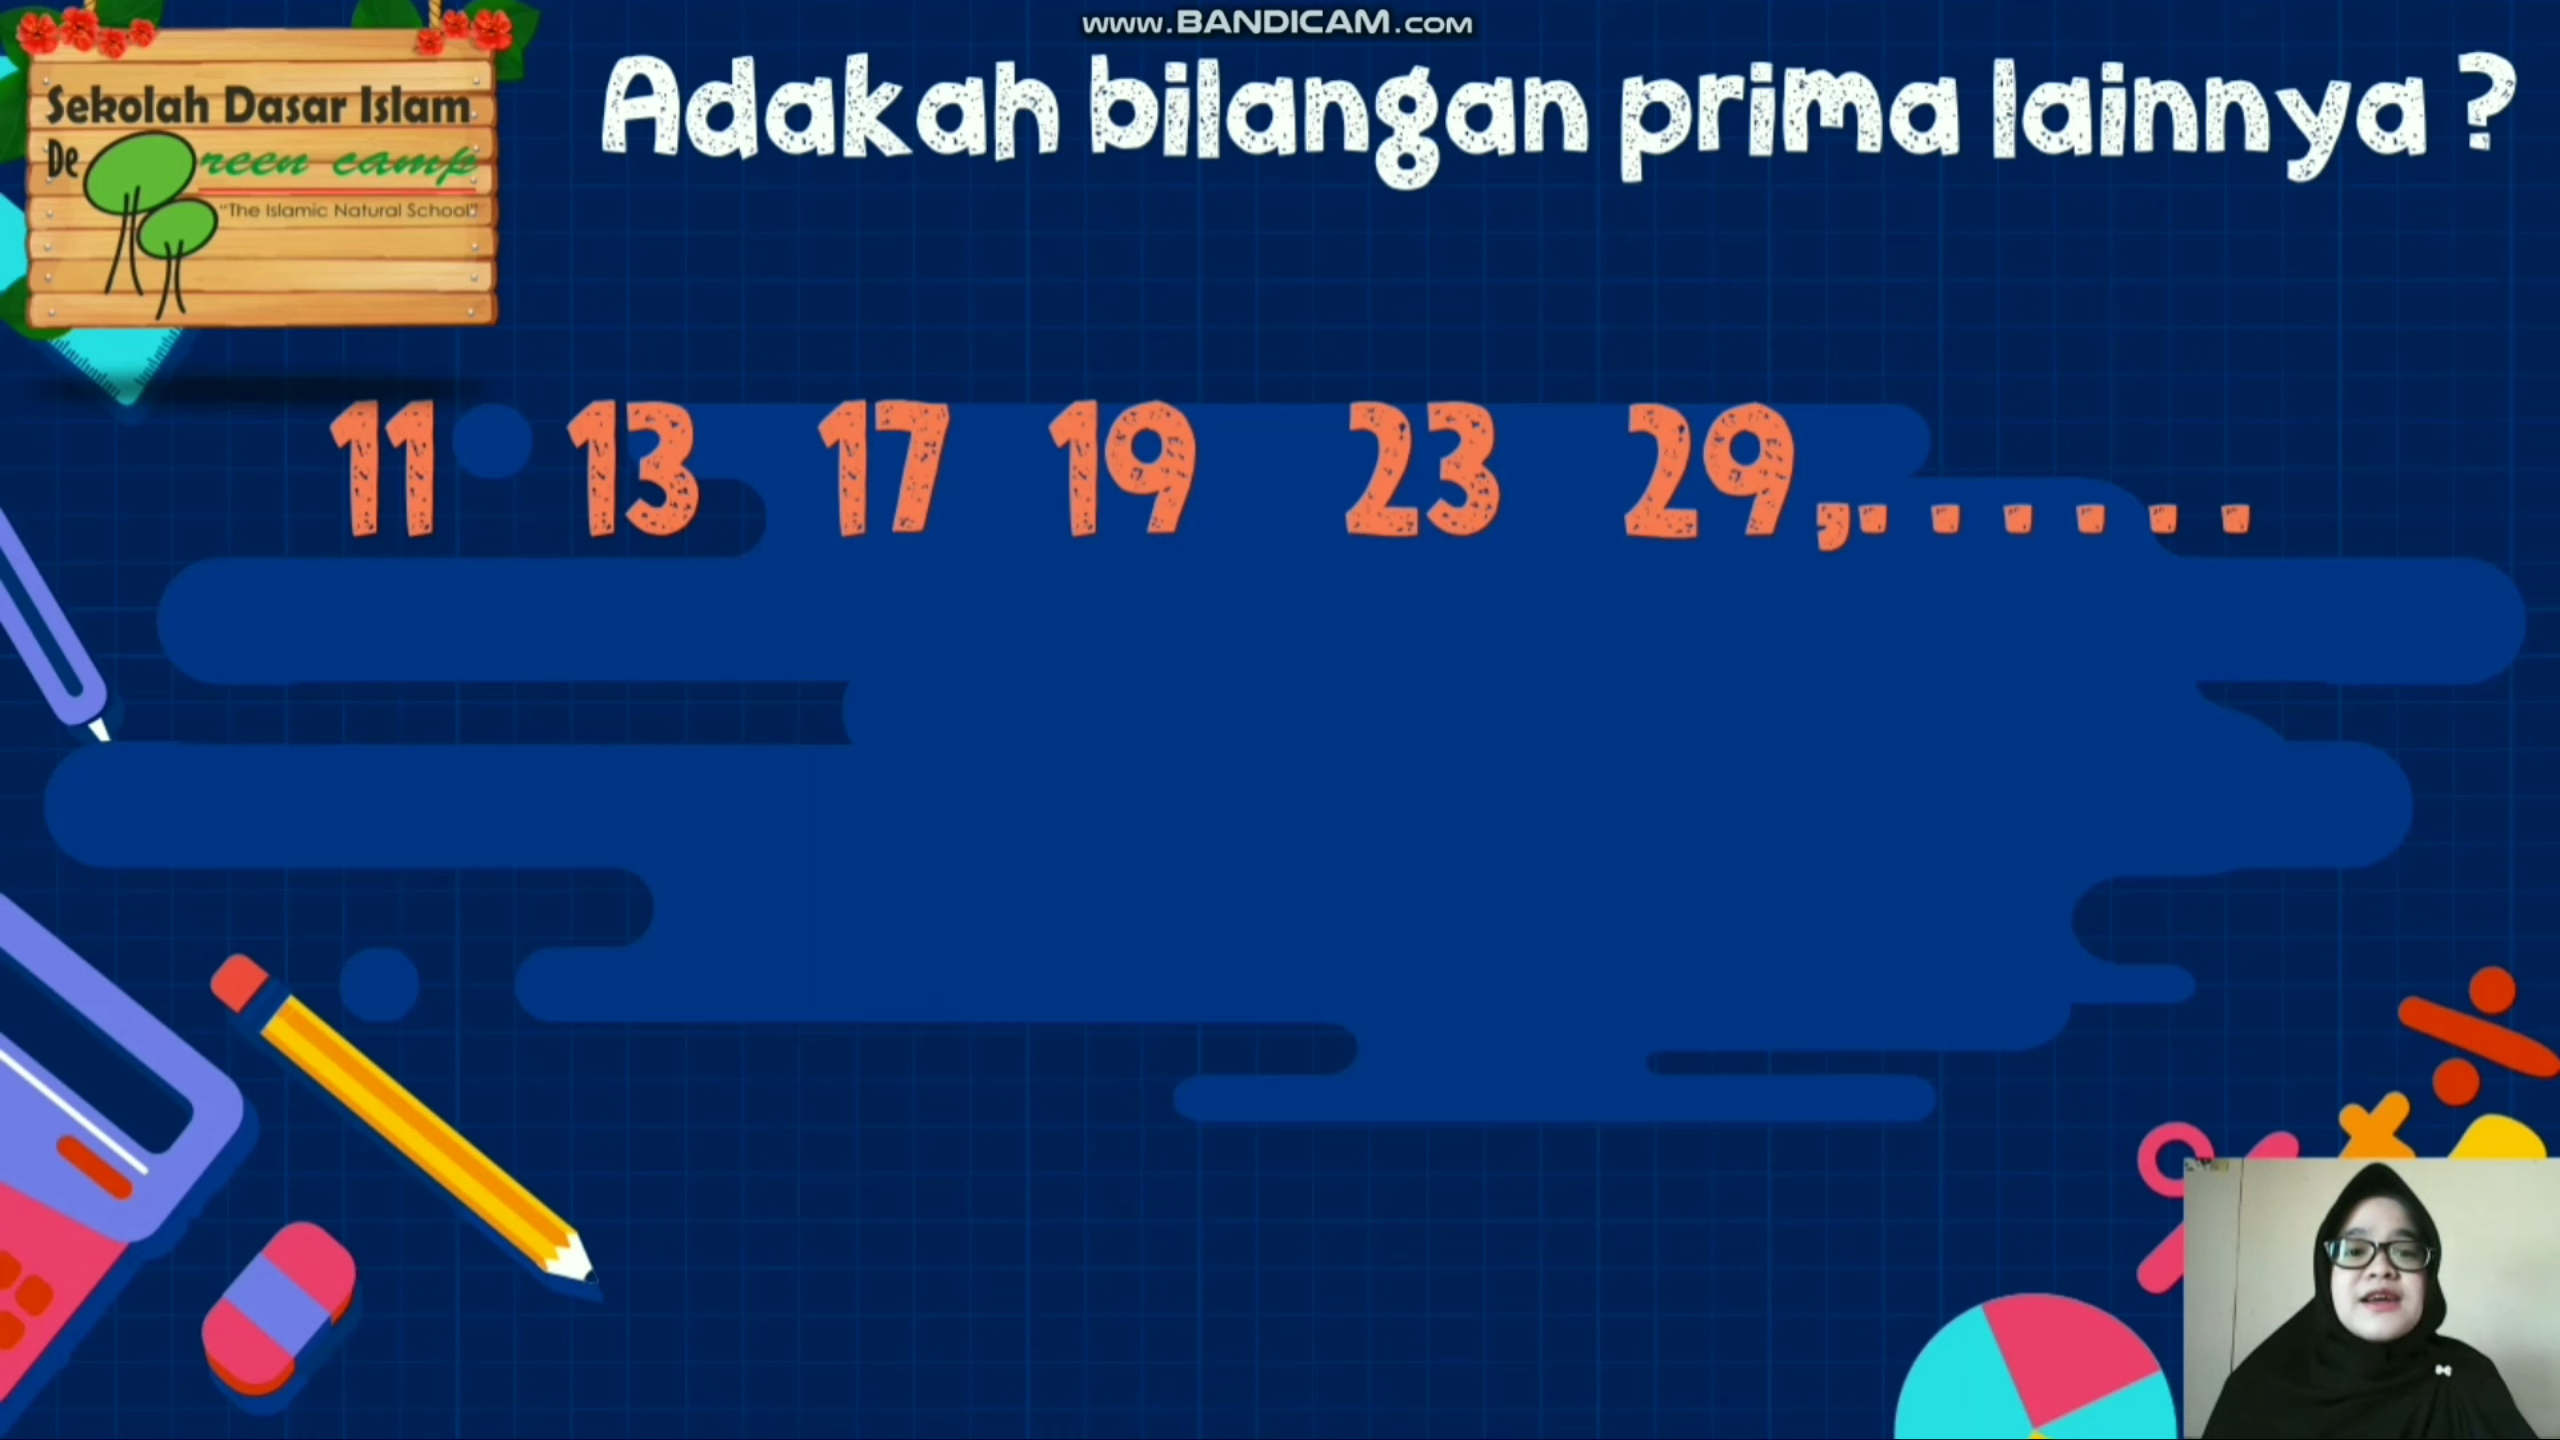 www.BANDICAM.com
Adakah bilangan prima lainnya ?
Sekolah Dasar Islam
De reen camp
"The Islamic Natural School"
11 13 17 19 23 29,. . . . . .